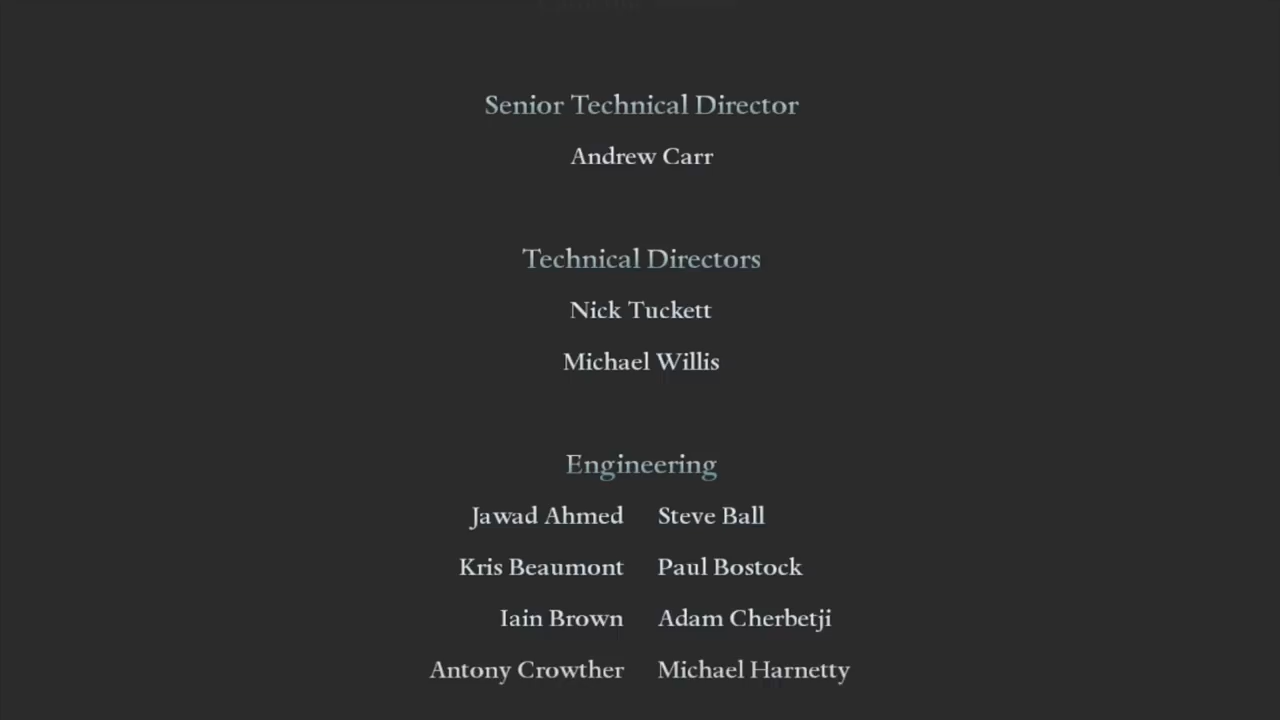 Senior Technical Director
Andrew Carr
Technical Directors
Nick Tuckett
Michael Willis
Engineering
Jawad Ahmed Steve Ball
Kris Beaumont Paul Bostock
Iain Brown Adam Cherbetji
Antony Crowther Michael Harnetty